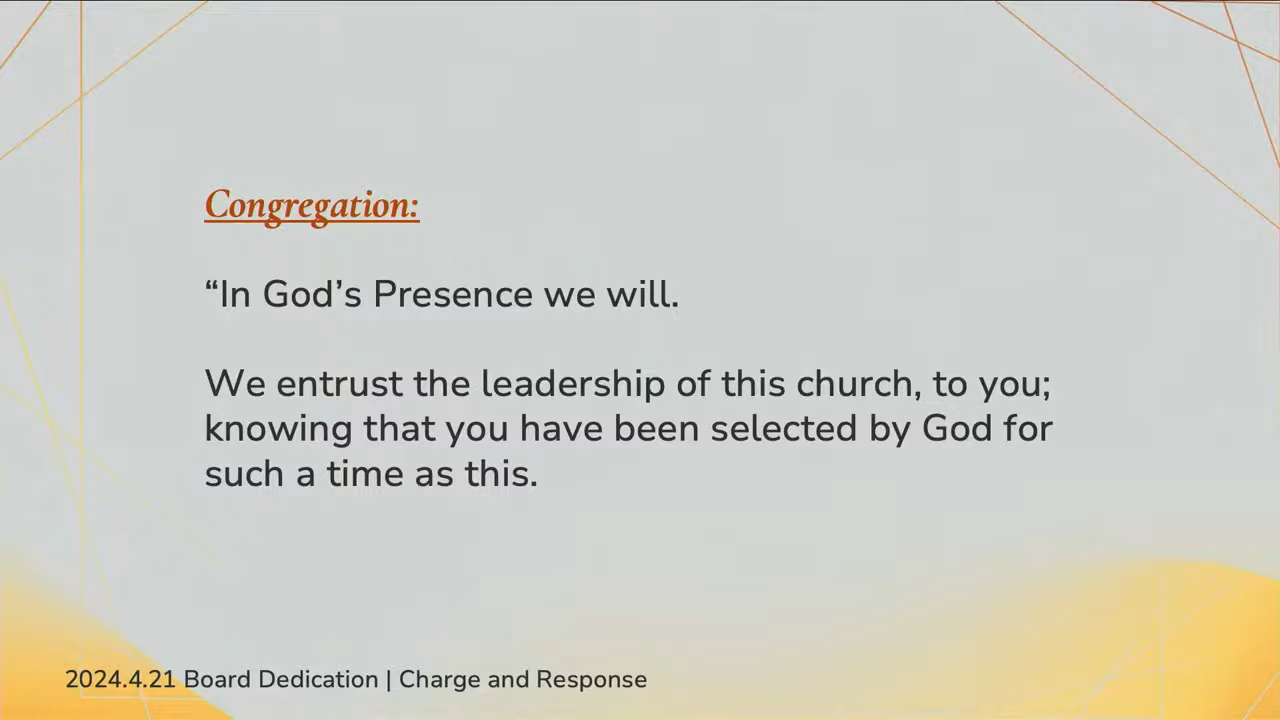 Congregation:
“In God’s Presence we will.
We entrust the leadership of this church, to you;
knowing that you have been selected by God for
such a time as this.
2024.4.21 Board Dedication | Charge and Response